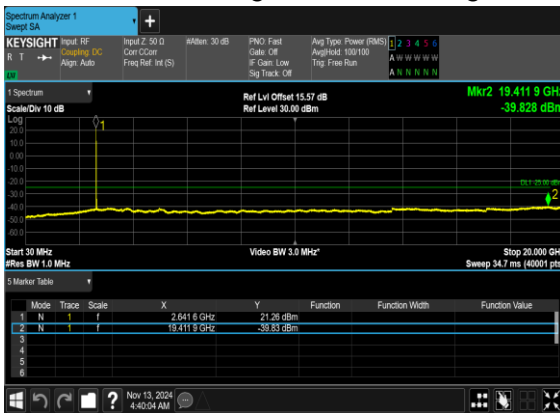 Spectrum Analyzer 1
Swept SA
+
KEYSIGHT Input: RF Input Z: 50 Ω #Atten: 30 dB PNO: Fast Avg Type: Power (RMS) 1 2 3 4 5 6
R T Coupling: DC Corr CCorr Gate: Off Avg|Hold: 100/100 A W W W W W
Align: Auto Freq Ref: Int (S) IF Gain: Low Trig: Free Run
LXI Sig Track: Off A N N N N N
1 Spectrum Ref Lvl Offset 15.57 dB Mkr2 19.411 9 GHz
Scale/Div 10 dB Ref Level 30.00 dBm -39.828 dBm
Log
20.0
1
10.0
0.00
-10.0
-20.0
DL1 -25.00 dBm
-30.0
2
-40.0
-50.0
-60.0
Start 30 MHz Video BW 3.0 MHz* Stop 20.000 GHz
#Res BW 1.0 MHz Sweep 34.7 ms (40001 pts)
5 Marker Table
Mode Trace Scale X Y Function Function Width Function Value
1 N 1 f 2.641 6 GHz 21.26 dBm
2 N 1 f 19.411 9 GHz -39.83 dBm
3
4
5
6
? Nov 13, 2024
4:40:04 AM